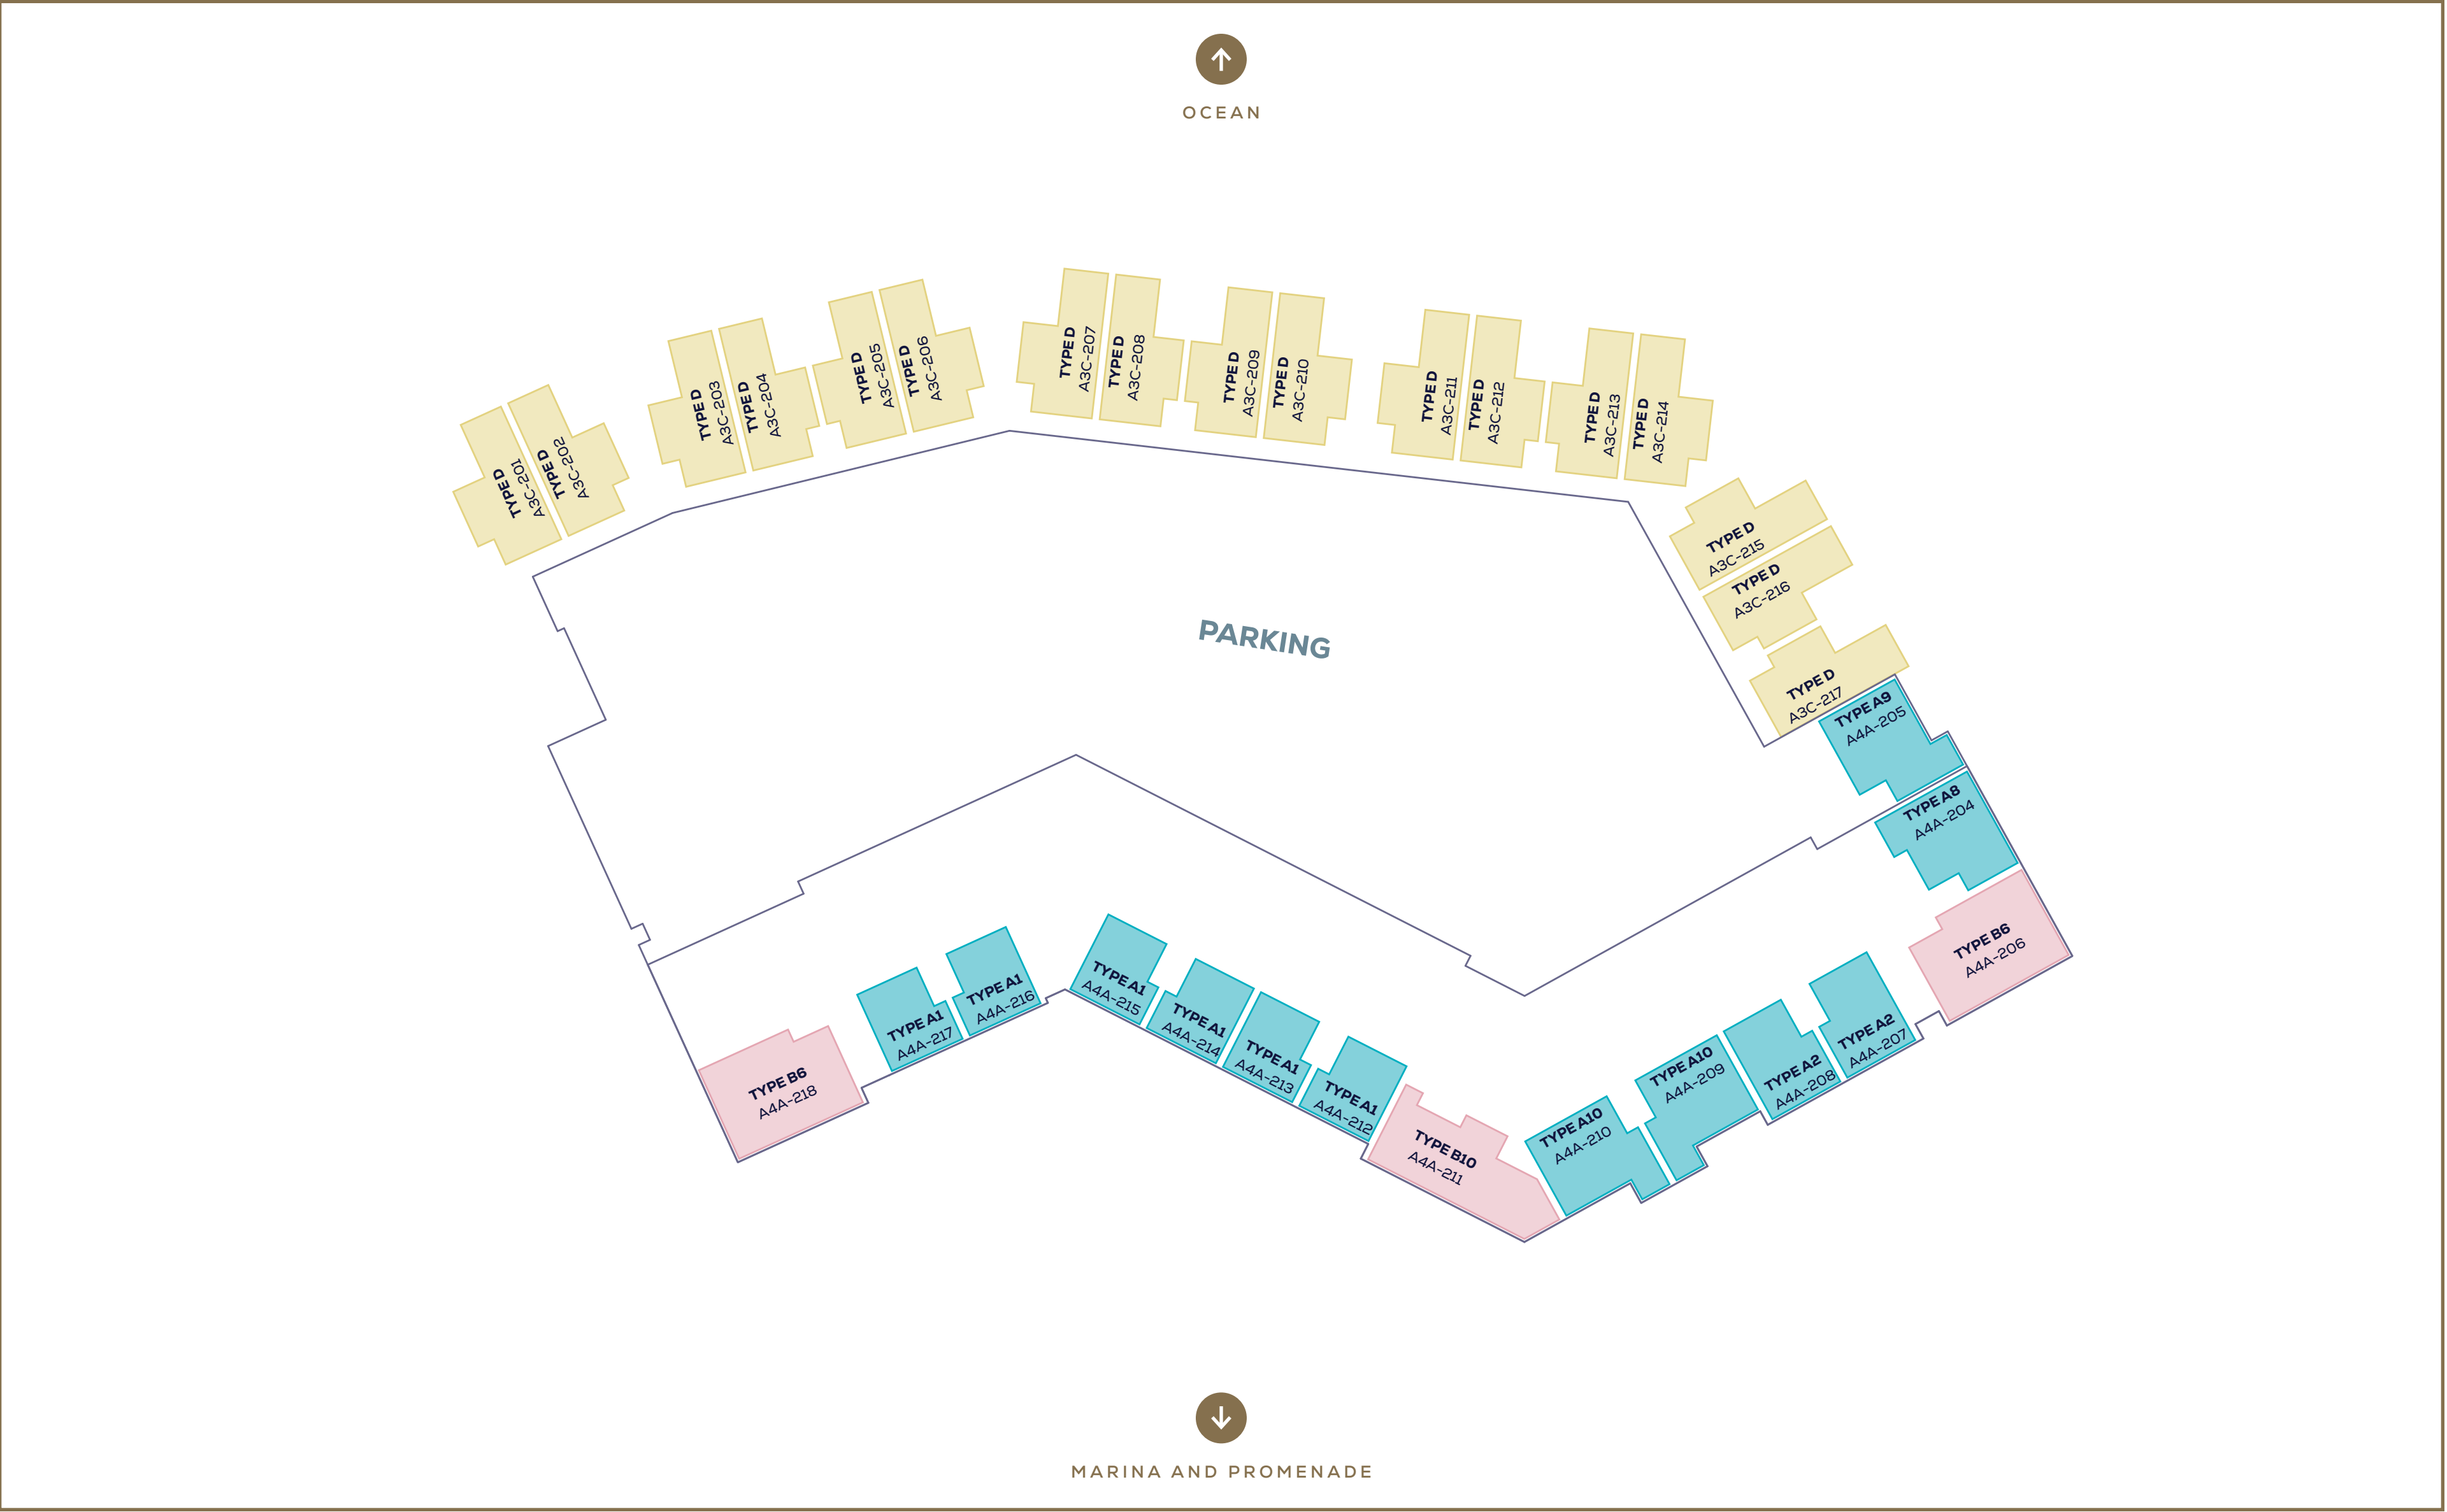 OCEAN
TYPE D
A3C-201
TYPE D
A3C-202
TYPE D
A3C-203
TYPE D
A3C-204
TYPE D
A3C-205
TYPE D
A3C-206
TYPE D
A3C-207
TYPE D
A3C-208
TYPE D
A3C-209
TYPE D
A3C-210
TYPE D
A3C-211
TYPE D
A3C-212
TYPE D
A3C-213
TYPE D
A3C-214
TYPE D
A3C-215
TYPE D
A3C-216
TYPE D
A3C-217
PARKING
TYPE A9
A4A-205
TYPE A8
A4A-204
TYPE B6
A4A-206
TYPE A2
A4A-207
TYPE A2
A4A-208
TYPE A10
A4A-209
TYPE A10
A4A-210
TYPE B10
A4A-211
TYPE A1
A4A-212
TYPE A1
A4A-213
TYPE A1
A4A-214
TYPE A1
A4A-215
TYPE A1
A4A-216
TYPE A1
A4A-217
TYPE B6
A4A-218
MARINA AND PROMENADE